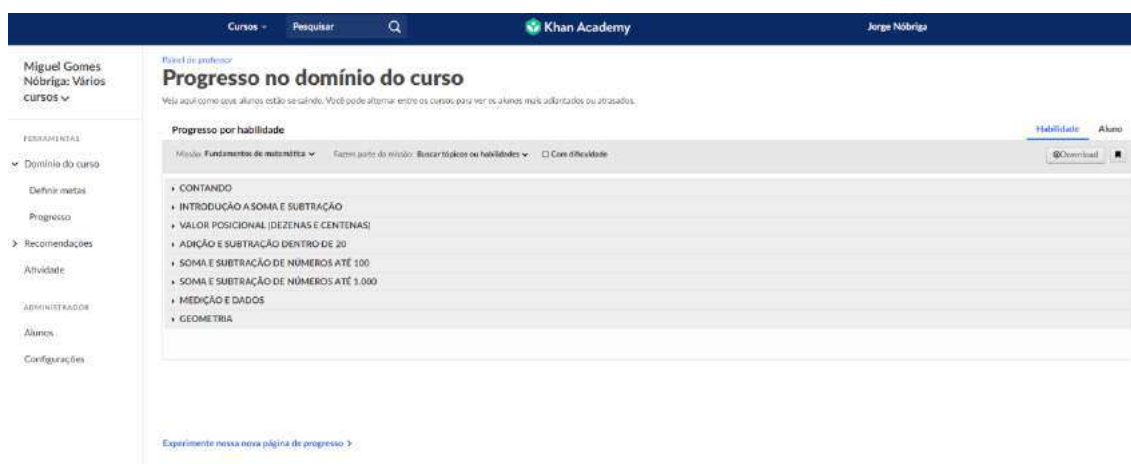 Cursos
Pesquisar
Khan Academy
Jorge Nóbriga
Miguel Gomes
Nóbriga: Vários
cursos
FERRAMENTAL
Domínio do curso
Definir metas
Progresso
Recomendações
Atividade
ADMINISTRADOR
Alunos
Configurações
Painel do professor
Progresso no domínio do curso
Veja aqui como seus alunos estão se saindo. Você pode alternar entre os cursos para ver os alunos mais adiantados ou atrasados.
Progresso por habilidade
Habilidade Aluno
Missão: Fundamentos de matemática Fazem parte da missão: Buscar tópicos ou habilidades Com dificuldade Download
CONTANDO
INTRODUÇÃO A SOMA E SUBTRAÇÃO
VALOR POSICIONAL (DEZENAS E CENTENAS)
ADIÇÃO E SUBTRAÇÃO DENTRO DE 20
SOMA E SUBTRAÇÃO DE NÚMEROS ATÉ 100
SOMA E SUBTRAÇÃO DE NÚMEROS ATÉ 1.000
MEDIÇÃO E DADOS
GEOMETRIA
Experimente nossa nova página de progresso >